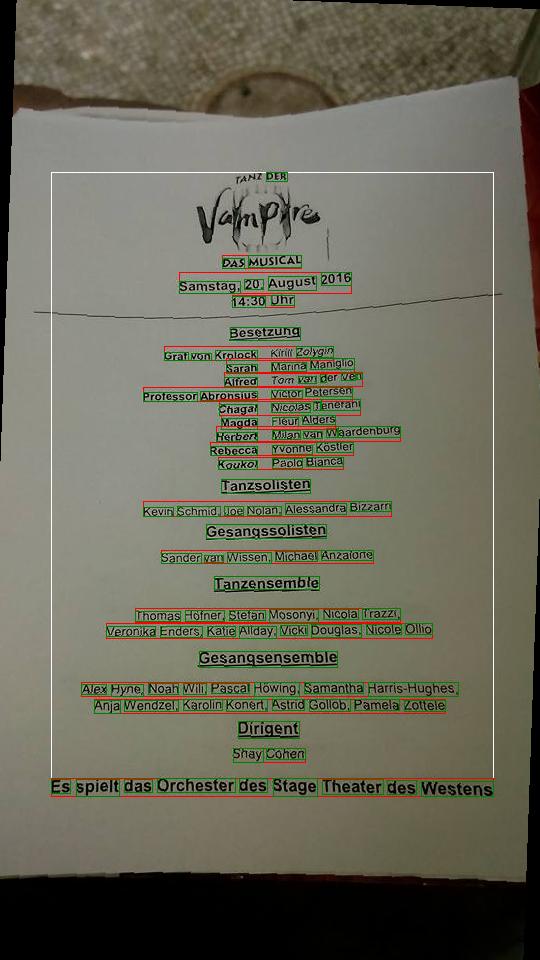 TANZ DER
Vampire
DAS MUSICAL
Samstag, 20. August 2016
14:30 Uhr
Besetzung
Graf von Krolock Kirill Zolygin
Sarah Marina Maniglio
Alfred Tom van der Ven
Professor Abronsius Victor Petersen
Chagal Nicolas Tenerani
Magda Fleur Alders
Herbert Milan van Waardenburg
Rebecca Yvonne Köstler
Koukol Paolo Bianca
Tanzsolisten
Kevin Schmid, Joe Nolan, Alessandra Bizzarri
Gesangssolisten
Sander van Wissen, Michael Anzalone
Tanzensemble
Thomas Höfner, Stefan Mosonyi, Nicola Trazzi,
Veronika Enders, Katie Allday, Vicki Douglas, Nicole Ollio
Gesangsensemble
Alex Hyne, Noah Wili, Pascal Höwing, Samantha Harris-Hughes,
Anja Wendzel, Karolin Konert, Astrid Gollob, Pamela Zottele
Dirigent
Shay Cohen
Es spielt das Orchester des Stage Theater des Westens